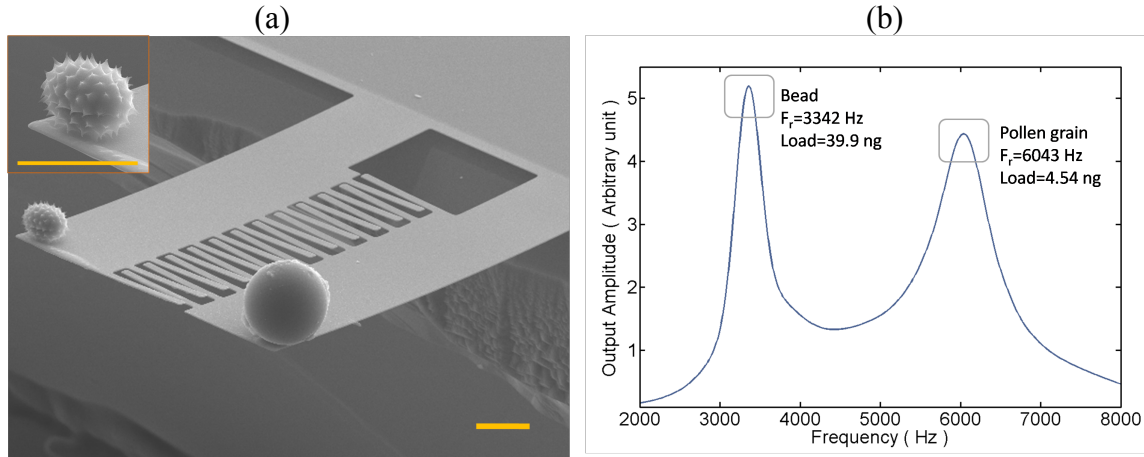 (a)
(b)
Output Amplitude ( Arbitrary unit )
5
4
3
2
1
Bead
Fᵣ=3342 Hz
Load=39.9 ng
Pollen grain
Fᵣ=6043 Hz
Load=4.54 ng
2000 3000 4000 5000 6000 7000 8000
Frequency ( Hz )